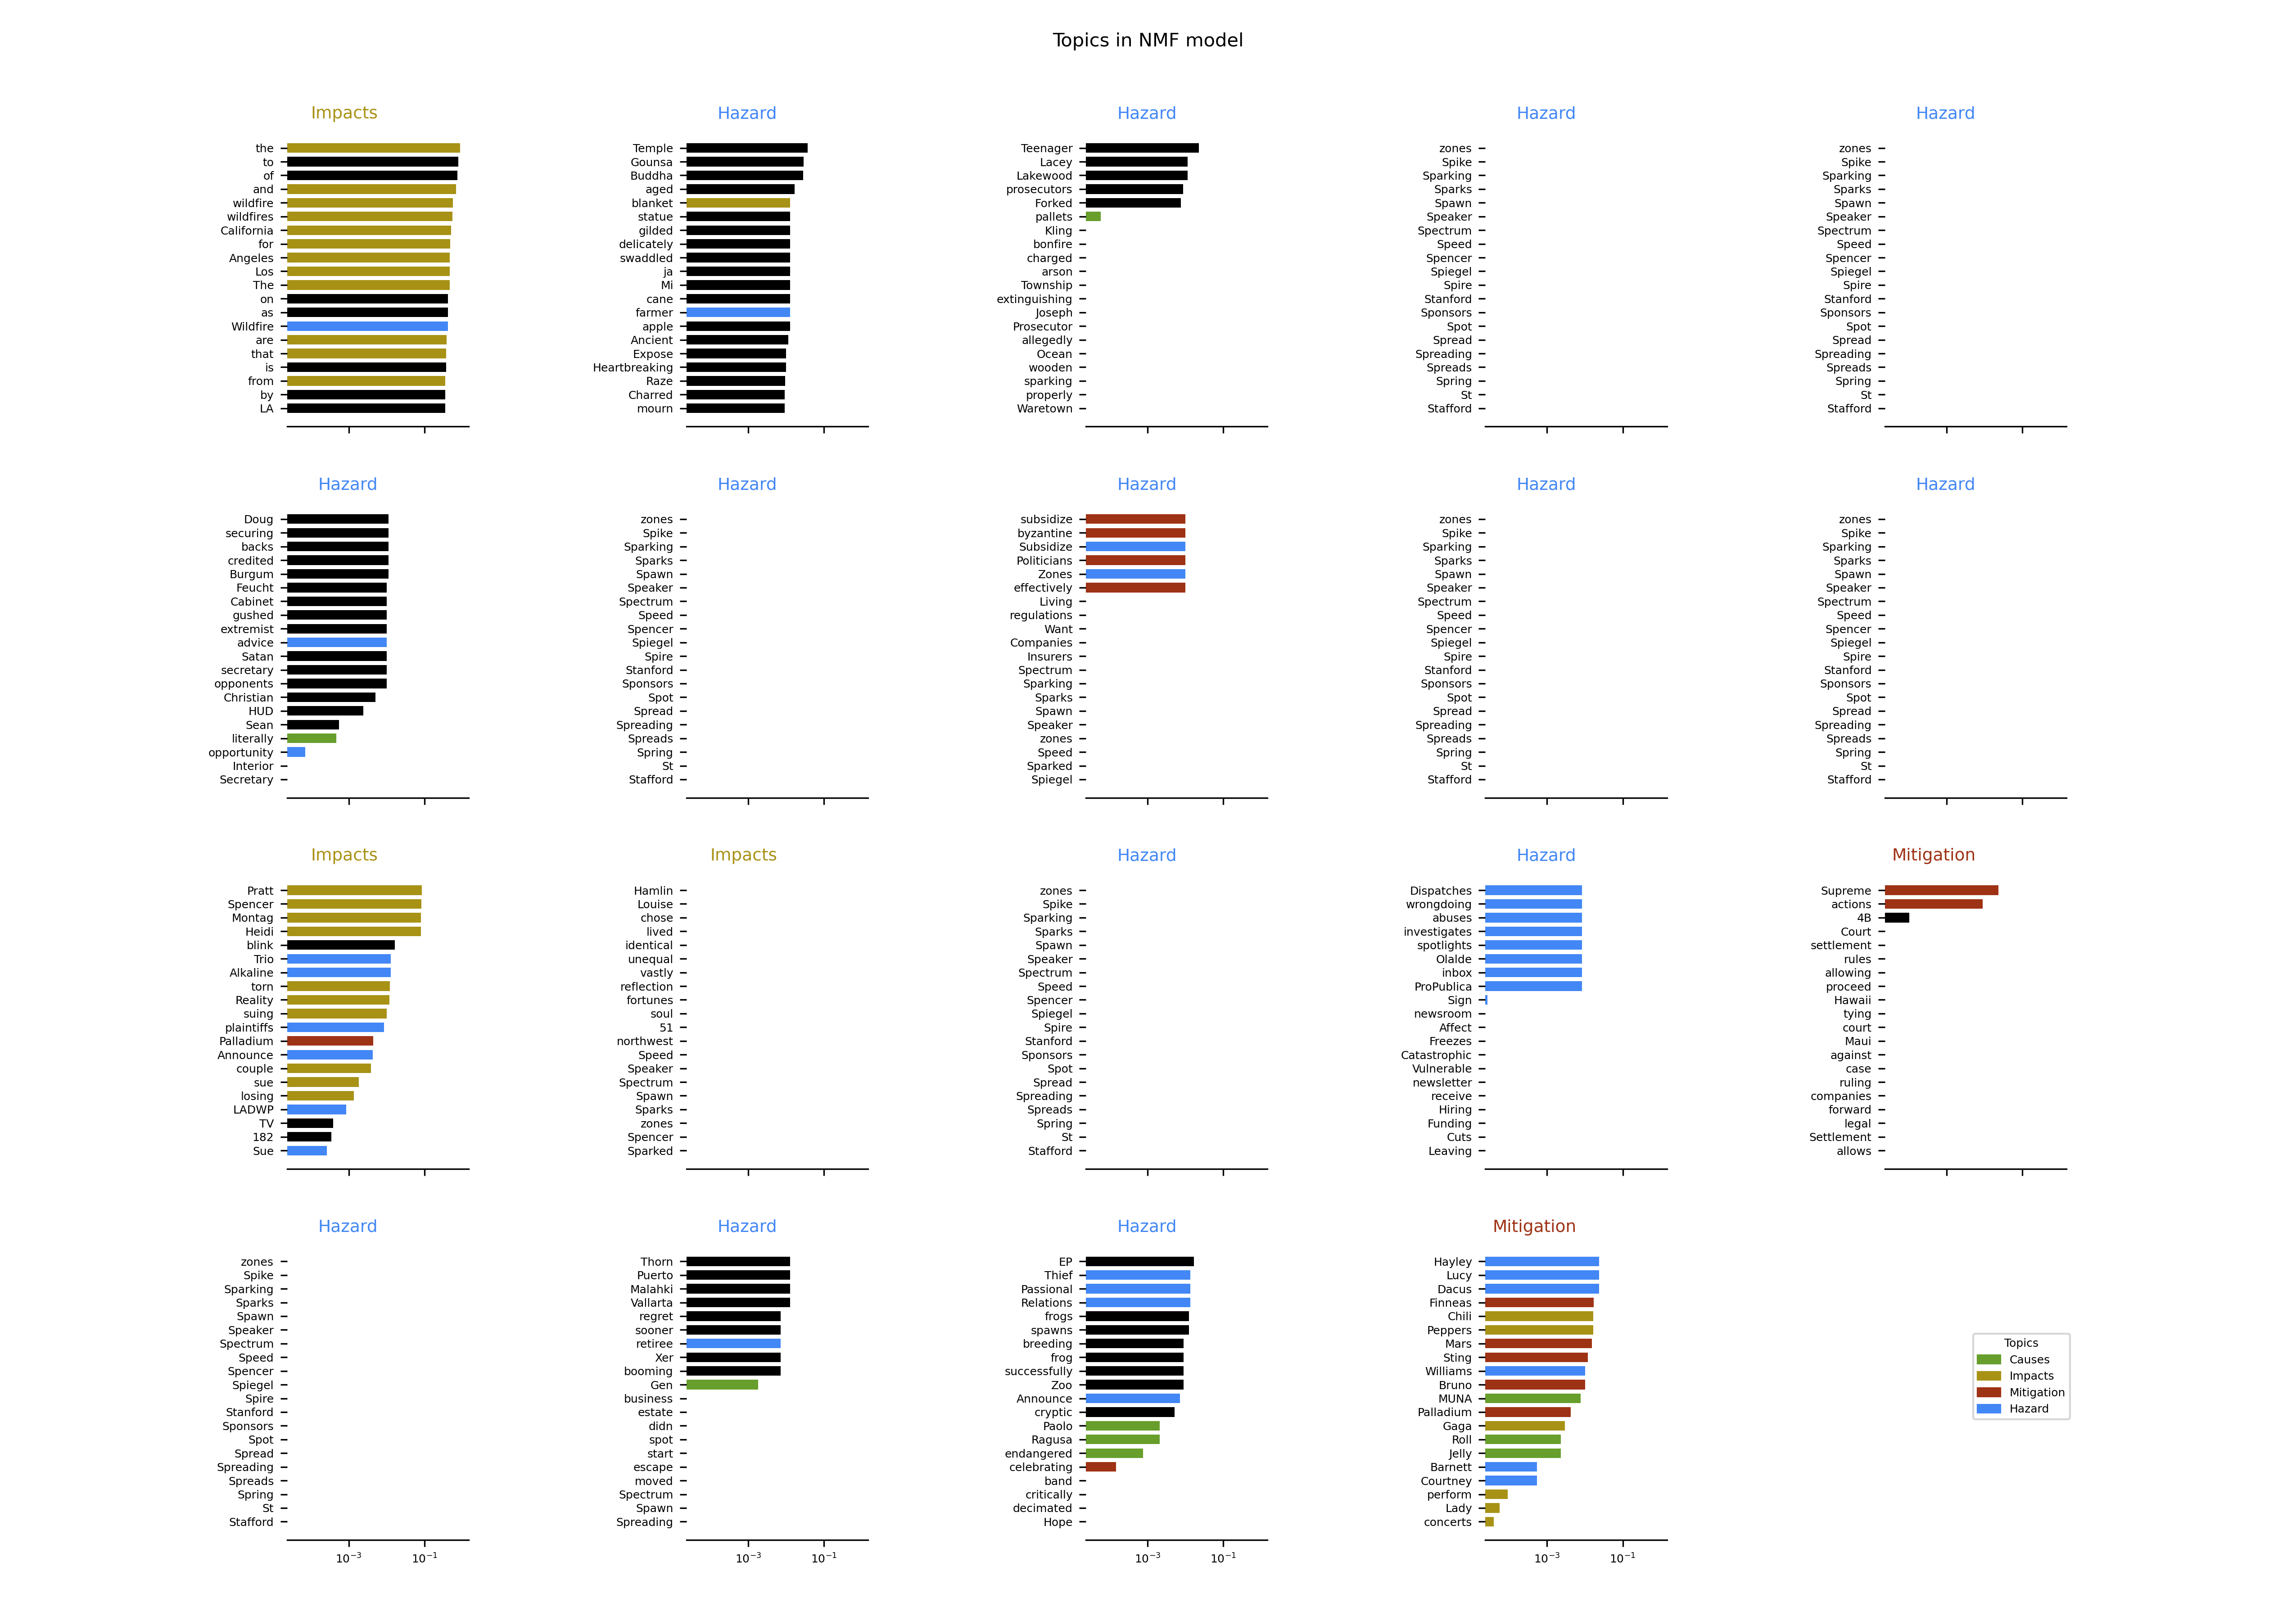 Topics in NMF model
Impacts
the
to
of
and
wildfire
wildfires
California
for
Angeles
Los
The
on
as
Wildfire
are
that
is
from
by
LA
Hazard
Temple
Gounsa
Buddha
aged
blanket
statue
gilded
delicately
swaddled
ja
Mi
cane
farmer
apple
Ancient
Expose
Heartbreaking
Raze
Charred
mourn
Hazard
Teenager
Lacey
Lakewood
prosecutors
Forked
pallets
Kling
bonfire
charged
arson
Township
extinguishing
Joseph
Prosecutor
allegedly
Ocean
wooden
sparking
properly
Waretown
Hazard
zones
Spike
Sparking
Sparks
Spawn
Speaker
Spectrum
Speed
Spencer
Spiegel
Spire
Stanford
Sponsors
Spot
Spread
Spreading
Spreads
Spring
St
Stafford
Hazard
zones
Spike
Sparking
Sparks
Spawn
Speaker
Spectrum
Speed
Spencer
Spiegel
Spire
Stanford
Sponsors
Spot
Spread
Spreading
Spreads
Spring
St
Stafford
Hazard
Doug
securing
backs
credited
Burgum
Feucht
Cabinet
gushed
extremist
advice
Satan
secretary
opponents
Christian
HUD
Sean
literally
opportunity
Interior
Secretary
Hazard
zones
Spike
Sparking
Sparks
Spawn
Speaker
Spectrum
Speed
Spencer
Spiegel
Spire
Stanford
Sponsors
Spot
Spread
Spreading
Spreads
Spring
St
Stafford
Hazard
subsidize
byzantine
Subsidize
Politicians
Zones
effectively
Living
regulations
Want
Companies
Insurers
Spectrum
Sparking
Sparks
Spawn
Speaker
zones
Speed
Sparked
Spiegel
Hazard
zones
Spike
Sparking
Sparks
Spawn
Speaker
Spectrum
Speed
Spencer
Spiegel
Spire
Stanford
Sponsors
Spot
Spread
Spreading
Spreads
Spring
St
Stafford
Hazard
zones
Spike
Sparking
Sparks
Spawn
Speaker
Spectrum
Speed
Spencer
Spiegel
Spire
Stanford
Sponsors
Spot
Spread
Spreading
Spreads
Spring
St
Stafford
Impacts
Pratt
Spencer
Montag
Heidi
blink
Trio
Alkaline
torn
Reality
suing
plaintiffs
Palladium
Announce
couple
sue
losing
LADWP
TV
182
Sue
Impacts
Hamlin
Louise
chose
lived
identical
unequal
vastly
reflection
fortunes
soul
51
northwest
Speed
Speaker
Spectrum
Spawn
Sparks
zones
Spencer
Sparked
Hazard
zones
Spike
Sparking
Sparks
Spawn
Speaker
Spectrum
Speed
Spencer
Spiegel
Spire
Stanford
Sponsors
Spot
Spread
Spreading
Spreads
Spring
St
Stafford
Hazard
Dispatches
wrongdoing
abuses
investigates
spotlights
Olalde
inbox
ProPublica
Sign
newsroom
Affect
Freezes
Catastrophic
Vulnerable
newsletter
receive
Hiring
Funding
Cuts
Leaving
Mitigation
Supreme
actions
4B
Court
settlement
rules
allowing
proceed
Hawaii
tying
court
Maui
against
case
ruling
companies
forward
legal
Settlement
allows
Hazard
zones
Spike
Sparking
Sparks
Spawn
Speaker
Spectrum
Speed
Spencer
Spiegel
Spire
Stanford
Sponsors
Spot
Spread
Spreading
Spreads
Spring
St
Stafford
10⁻³ 10⁻¹
Hazard
Thorn
Puerto
Malahki
Vallarta
regret
sooner
retiree
Xer
booming
Gen
business
estate
didn
spot
start
escape
moved
Spectrum
Spawn
Spreading
10⁻³ 10⁻¹
Hazard
EP
Thief
Passional
Relations
frogs
spawns
breeding
frog
successfully
Zoo
Announce
cryptic
Paolo
Ragusa
endangered
celebrating
band
critically
decimated
Hope
10⁻³ 10⁻¹
Mitigation
Hayley
Lucy
Dacus
Finneas
Chili
Peppers
Mars
Sting
Williams
Bruno
MUNA
Palladium
Gaga
Roll
Jelly
Barnett
Courtney
perform
Lady
concerts
10⁻³ 10⁻¹
Topics
Causes
Impacts
Mitigation
Hazard